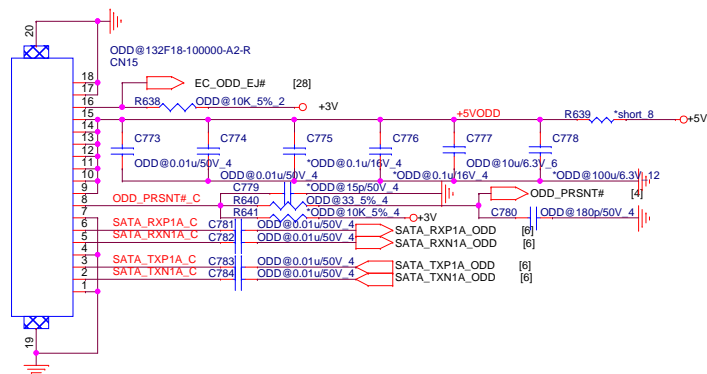 20
ODD@132F18-100000-A2-R
CN15
18
17
16
15
14
13
12
11
10
9
8
7
6
5
4
3
2
1
19
EC_ODD_EJ# [28]
R638 ODD@10K_5%_2 +3V
+5VODD R639 *short_8 +5V
C773 C774 C775 C776 C777 C778
ODD@0.01u/50V_4 *ODD@0.1u/16V_4 ODD@10u/6.3V_6
ODD@0.01u/50V_4 *ODD@0.1u/16V_4 *ODD@100u/6.3V_12
C779 *ODD@15p/50V_4
ODD_PRSNT#_C R640 ODD@33_5%_4 ODD_PRSNT# [4]
R641 *ODD@10K_5%_4 +3V
C780 ODD@180p/50V_4
SATA_RXP1A_C C781 ODD@0.01u/50V_4 SATA_RXP1A_ODD [6]
SATA_RXN1A_C C782 ODD@0.01u/50V_4 SATA_RXN1A_ODD [6]
SATA_TXP1A_C C783 ODD@0.01u/50V_4 SATA_TXP1A_ODD [6]
SATA_TXN1A_C C784 ODD@0.01u/50V_4 SATA_TXN1A_ODD [6]